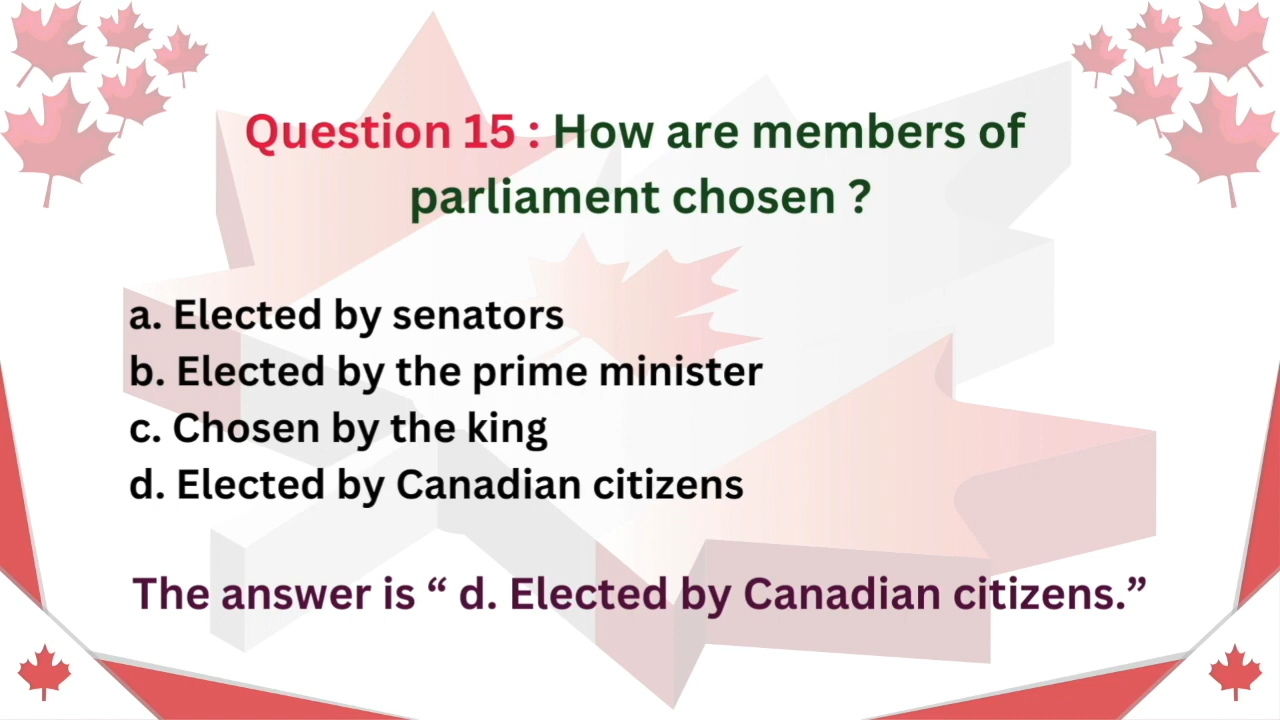 Question 15 : How are members of
parliament chosen ?
a. Elected by senators
b. Elected by the prime minister
c. Chosen by the king
d. Elected by Canadian citizens
The answer is “ d. Elected by Canadian citizens.”